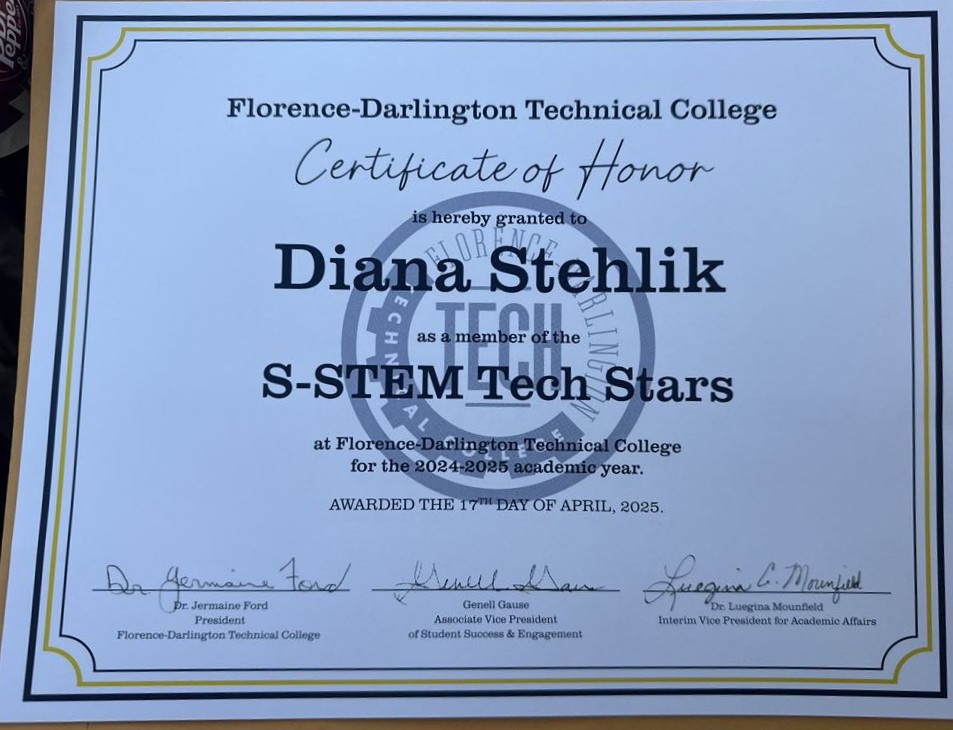 Florence-Darlington Technical College
Certificate of Honor
is hereby granted to
Diana Stehlik
as a member of the
S-STEM Tech Stars
at Florence-Darlington Technical College
for the 2024-2025 academic year.
AWARDED THE 17TH DAY OF APRIL, 2025.
FLORENCE-DARLINGTON
TECH
TECHNICAL COLLEGE
Dr Jermaine Ford
Dr. Jermaine Ford
President
Florence-Darlington Technical College
Genell Gause
Genell Gause
Associate Vice President
of Student Success & Engagement
Luegina C. Mounfield
Dr. Luegina Mounfield
Interim Vice President for Academic Affairs
Dr Pepper